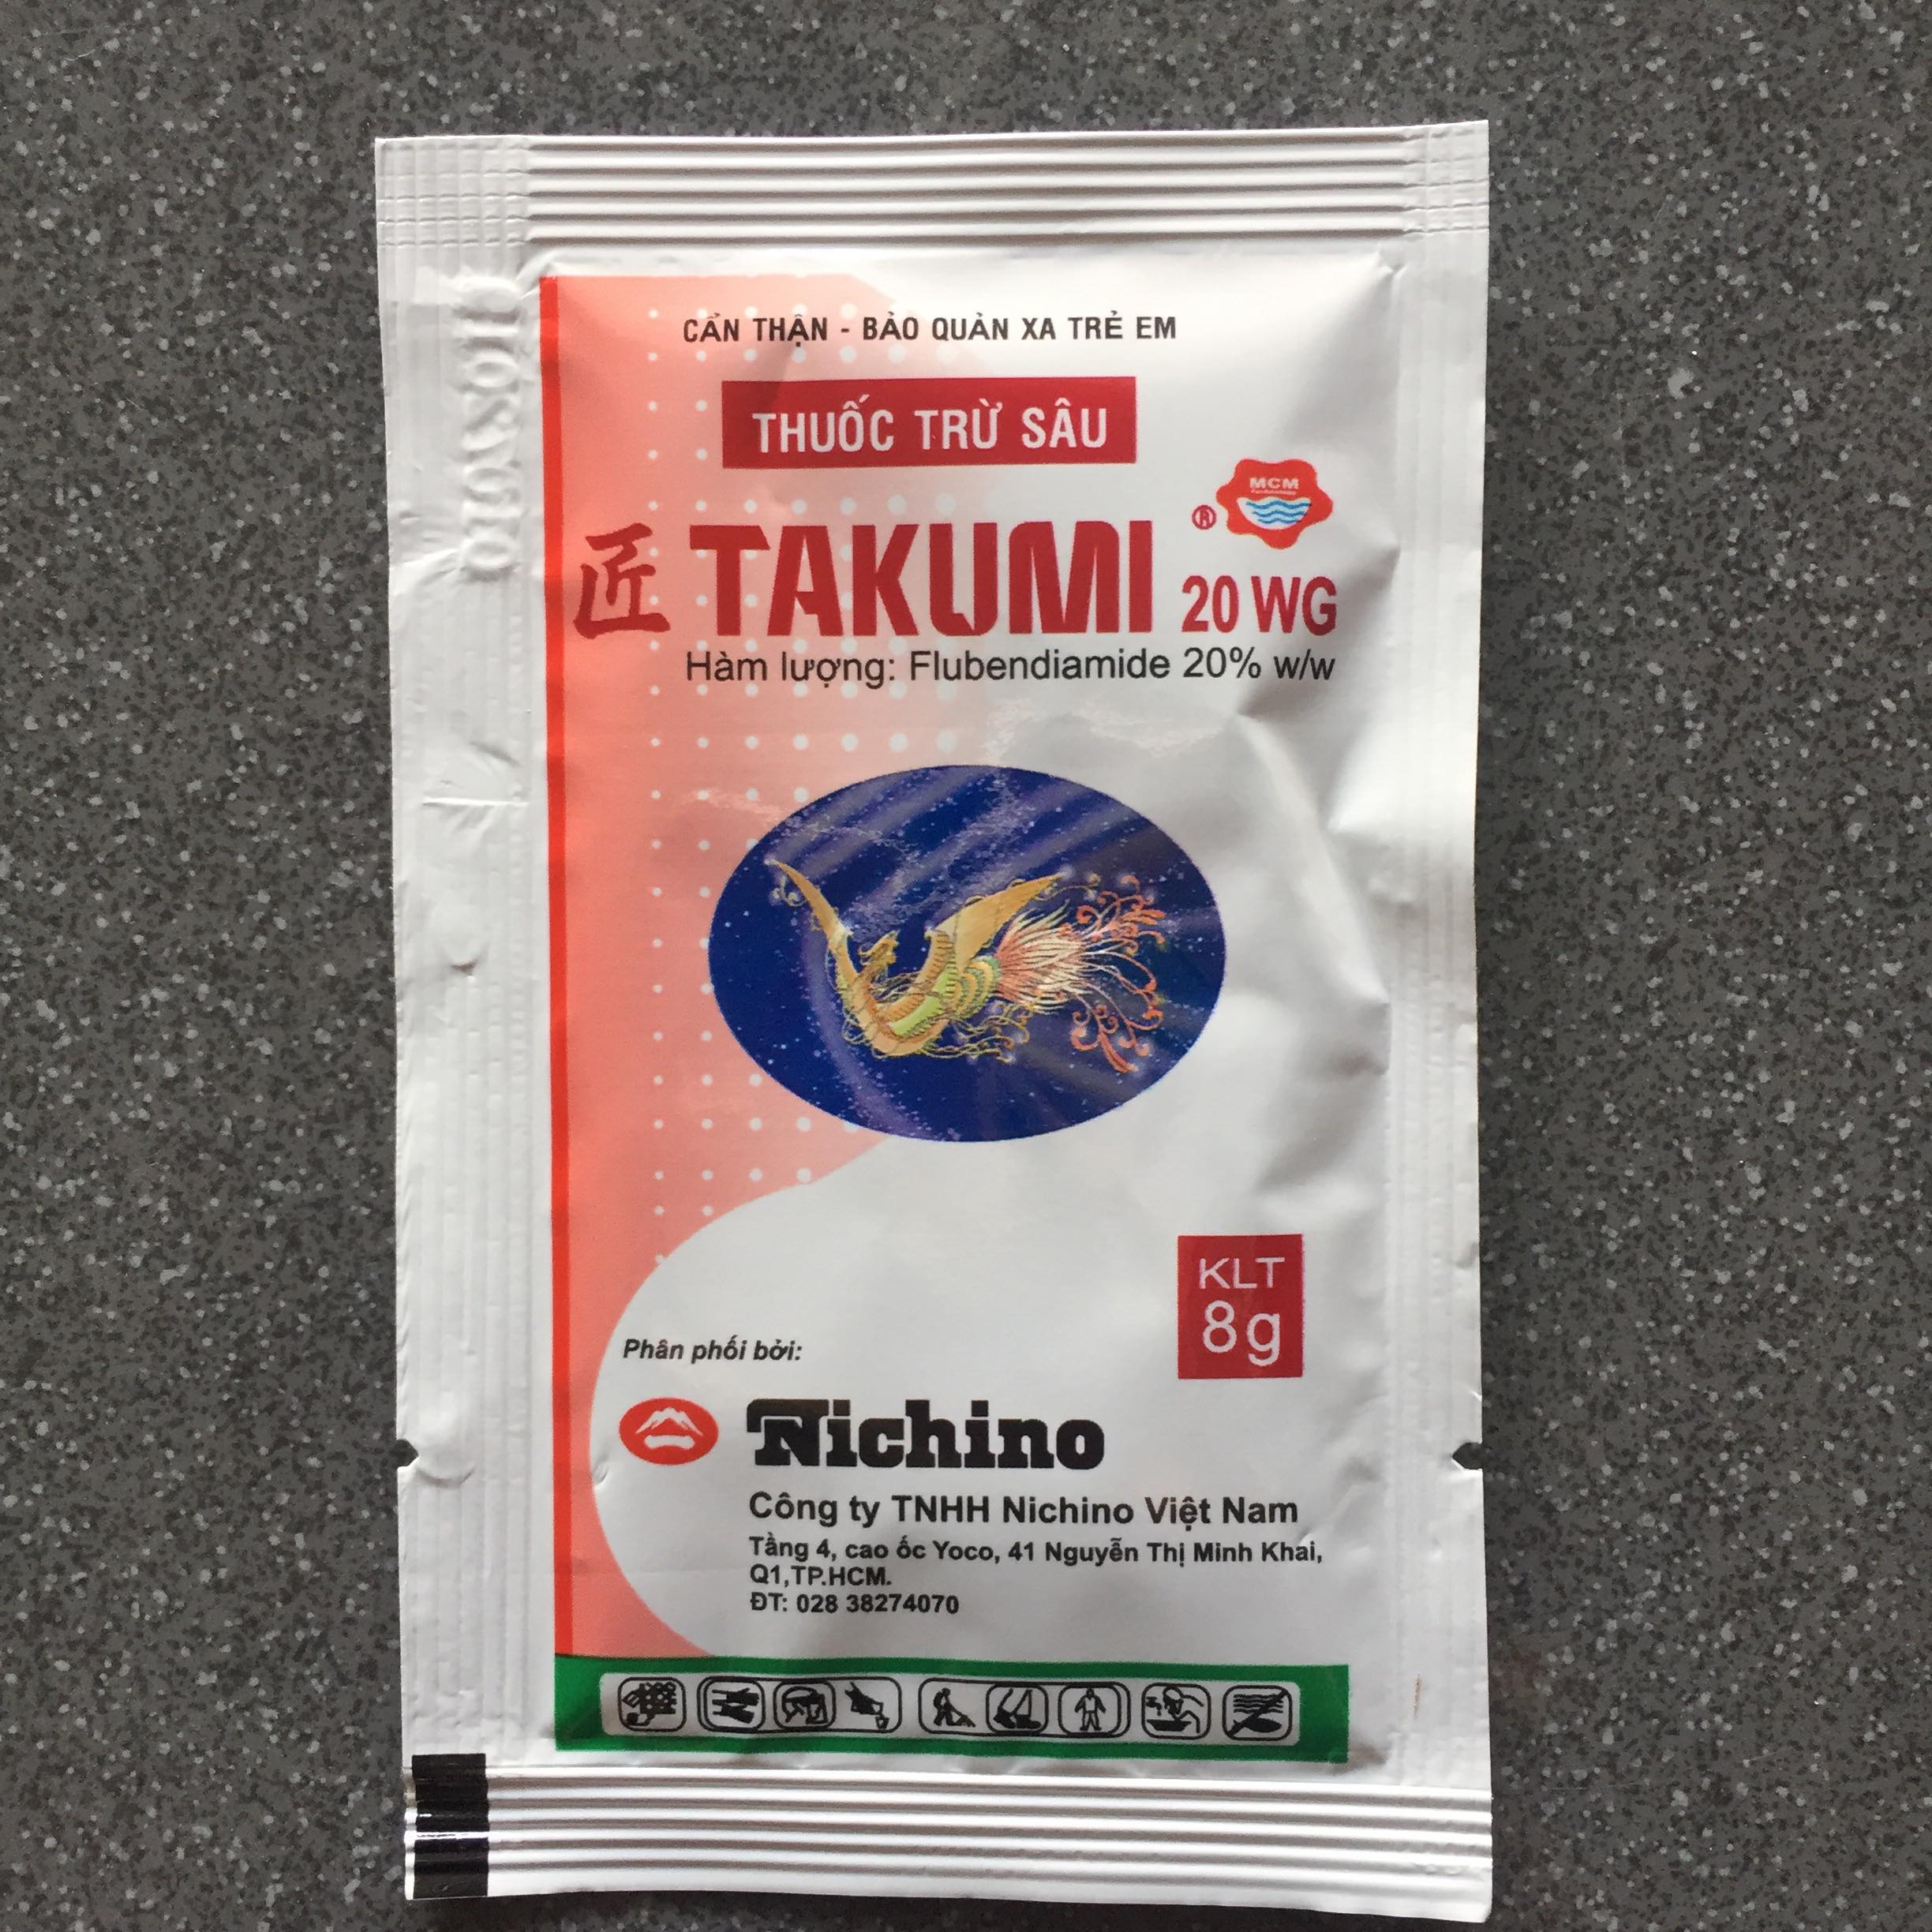 CẨN THẬN - BẢO QUẢN XA TRẺ EM
THUỐC TRỪ SÂU
MCM
®
匠 TAKUMI 20 WG
Hàm lượng: Flubendiamide 20% w/w
KLT
8g
Phân phối bởi:
Nichino
Công ty TNHH Nichino Việt Nam
Tầng 4, cao ốc Yoco, 41 Nguyễn Thị Minh Khai,
Q1,TP.HCM.
ĐT: 028 38274070